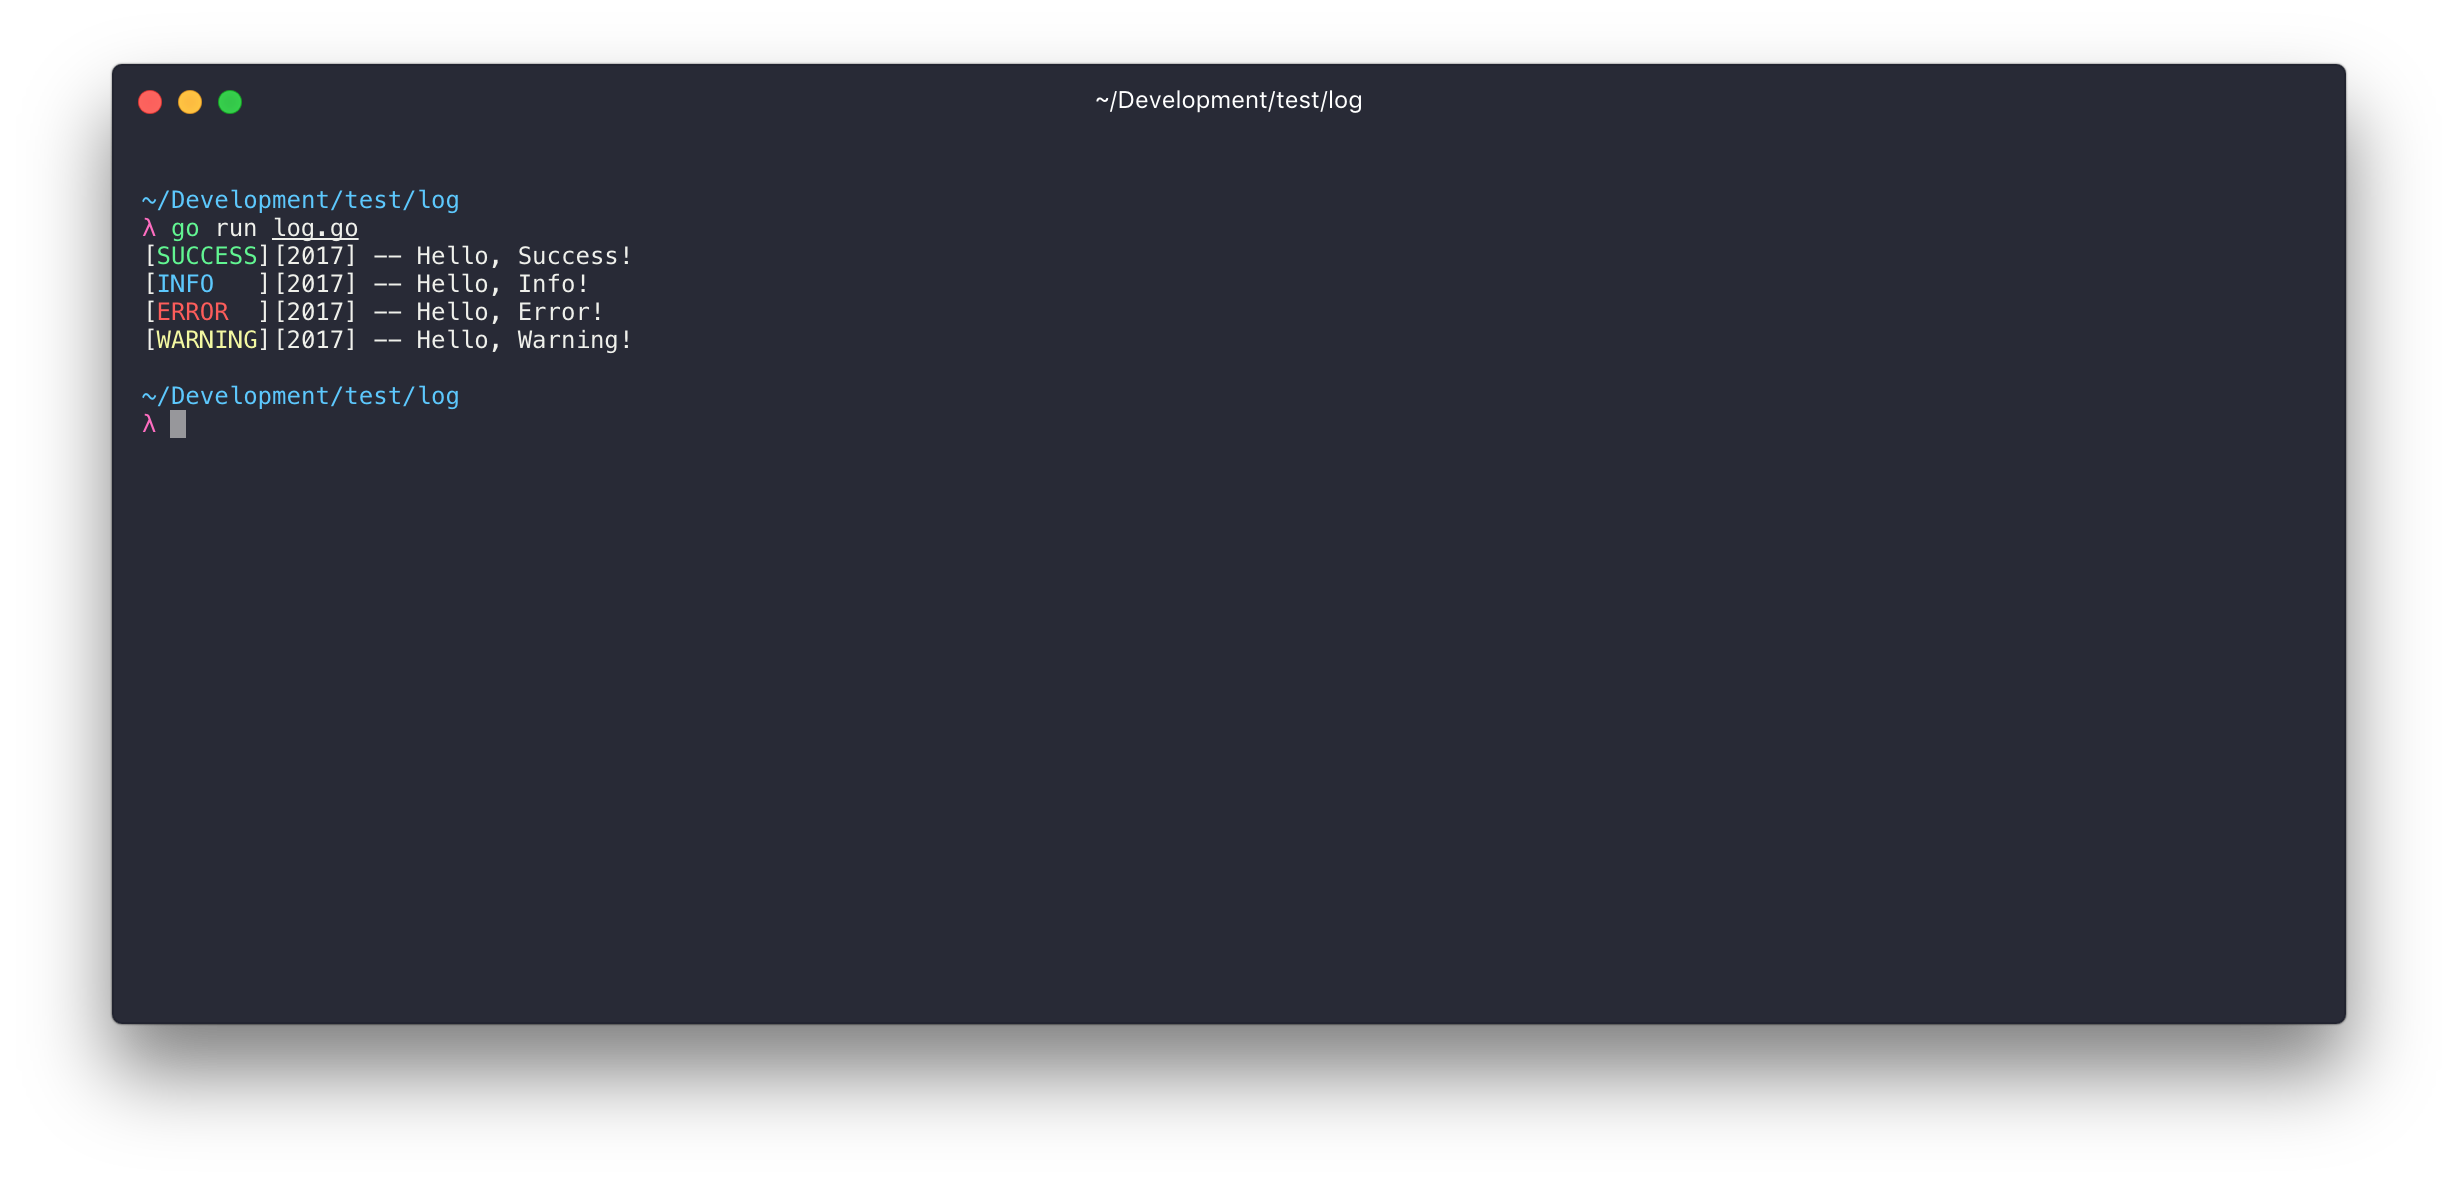 ~/Development/test/log
~/Development/test/log
λ go run log.go
[SUCCESS][2017] -- Hello, Success!
[INFO   ][2017] -- Hello, Info!
[ERROR  ][2017] -- Hello, Error!
[WARNING][2017] -- Hello, Warning!
~/Development/test/log
λ